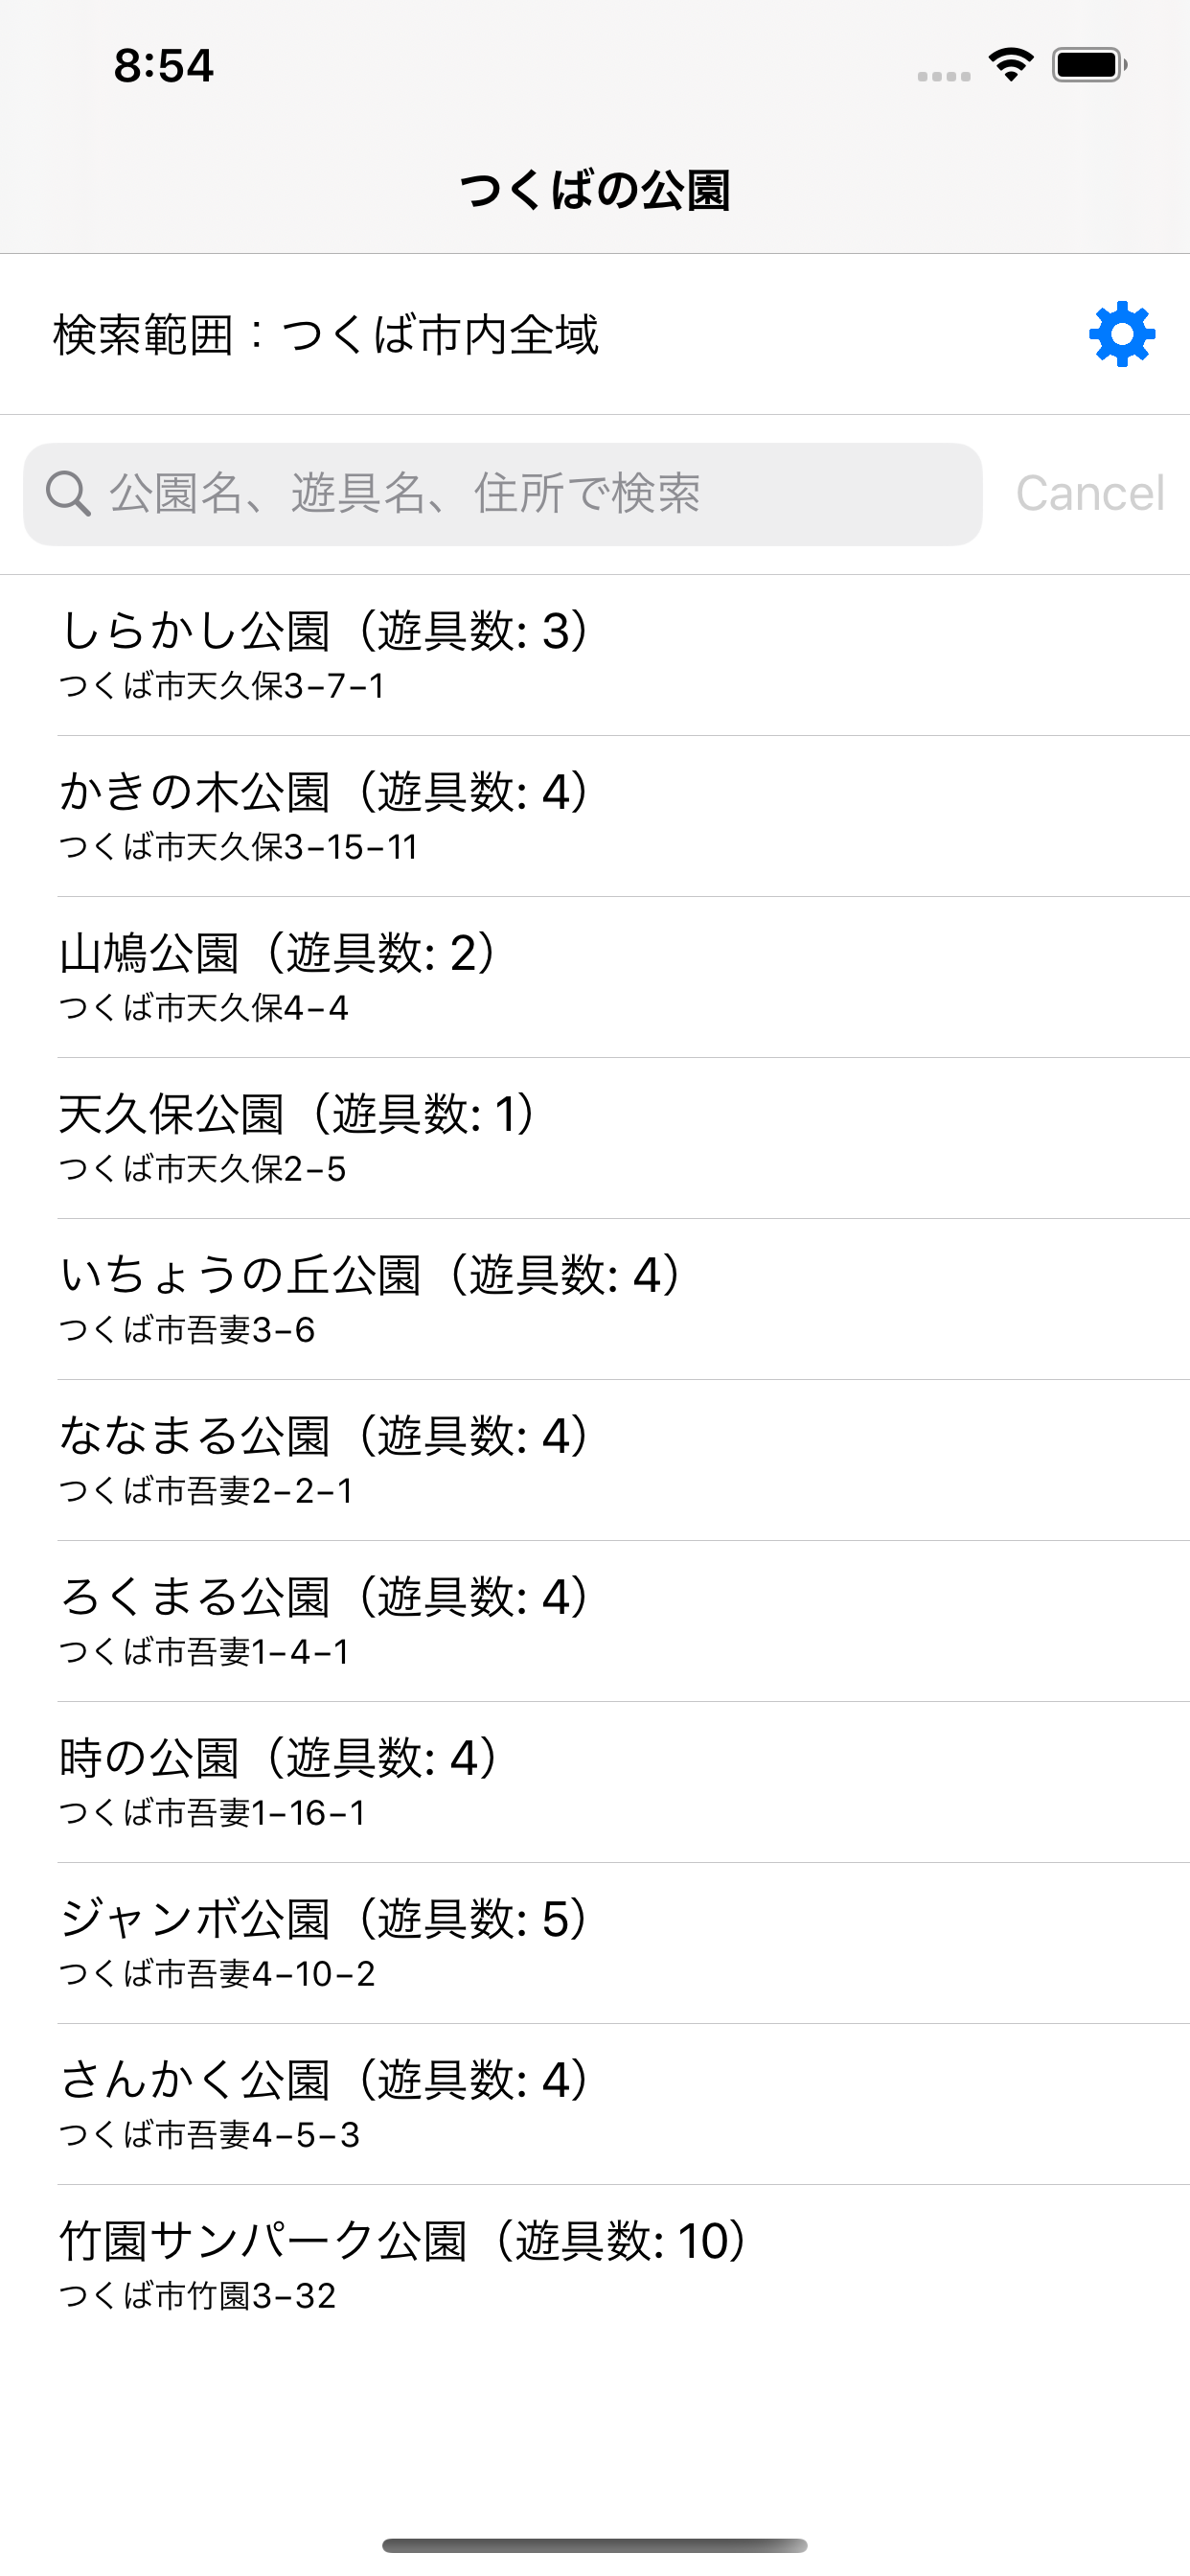 8:54
つくばの公園
検索範囲：つくば市内全域
公園名、遊具名、住所で検索 Cancel
しらかし公園（遊具数: 3）
つくば市天久保3−7−1
かきの木公園（遊具数: 4）
つくば市天久保3−15−11
山鳩公園（遊具数: 2）
つくば市天久保4−4
天久保公園（遊具数: 1）
つくば市天久保2−5
いちょうの丘公園（遊具数: 4）
つくば市吾妻3−6
ななまる公園（遊具数: 4）
つくば市吾妻2−2−1
ろくまる公園（遊具数: 4）
つくば市吾妻1−4−1
時の公園（遊具数: 4）
つくば市吾妻1−16−1
ジャンボ公園（遊具数: 5）
つくば市吾妻4−10−2
さんかく公園（遊具数: 4）
つくば市吾妻4−5−3
竹園サンパーク公園（遊具数: 10）
つくば市竹園3−32